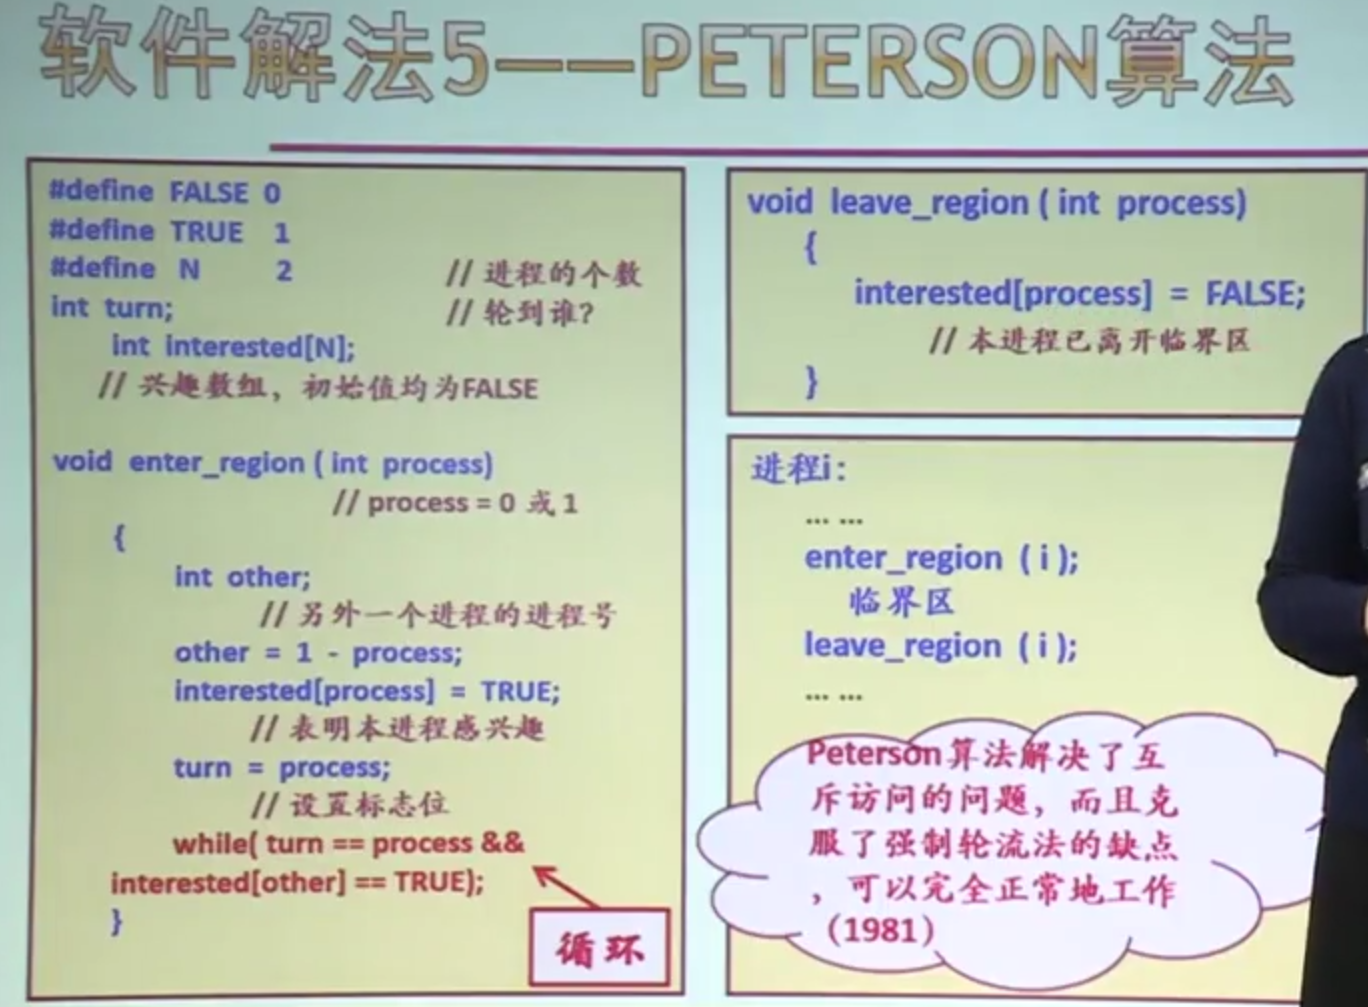 软件解法5——PETERSON算法
#define FALSE 0
#define TRUE 1
#define N 2 // 进程的个数
int turn; // 轮到谁?
int interested[N];
// 兴趣数组，初始值均为FALSE
void enter_region ( int process)
// process = 0 或 1
{
int other;
// 另外一个进程的进程号
other = 1 - process;
interested[process] = TRUE;
// 表明本进程感兴趣
turn = process;
// 设置标志位
while( turn == process &&
interested[other] == TRUE);
}
循环
void leave_region ( int process)
{
interested[process] = FALSE;
// 本进程已离开临界区
}
进程i:
... ...
enter_region ( i );
临界区
leave_region ( i );
... ...
Peterson算法解决了互
斥访问的问题，而且克
服了强制轮流法的缺点
，可以完全正常地工作
（1981）